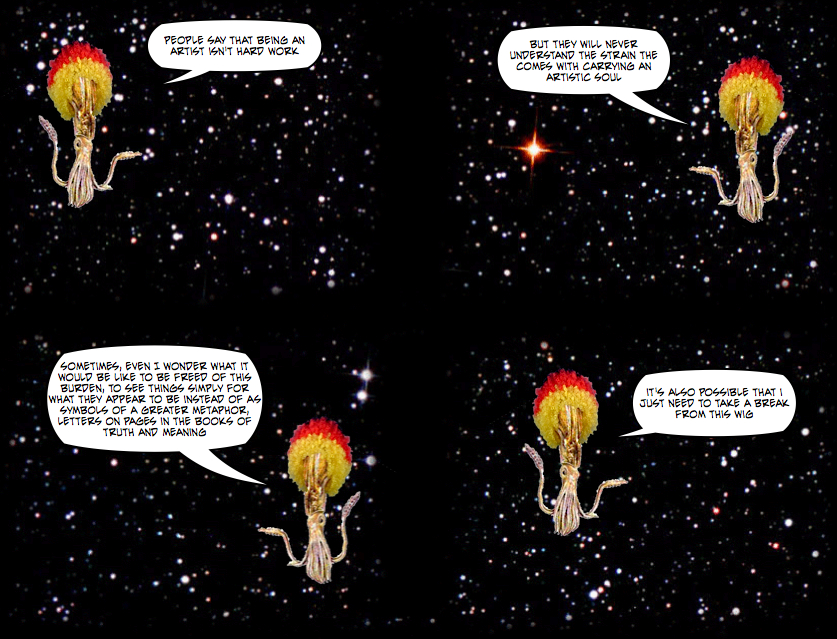 PEOPLE SAY THAT BEING AN
ARTIST ISN'T HARD WORK
BUT THEY WILL NEVER
UNDERSTAND THE STRAIN THE
COMES WITH CARRYING AN
ARTISTIC SOUL
SOMETIMES, EVEN I WONDER WHAT IT
WOULD BE LIKE TO BE FREED OF THIS
BURDEN, TO SEE THINGS SIMPLY FOR
WHAT THEY APPEAR TO BE INSTEAD OF AS
SYMBOLS OF A GREATER METAPHOR,
LETTERS ON PAGES IN THE BOOKS OF
TRUTH AND MEANING
IT'S ALSO POSSIBLE THAT I
JUST NEED TO TAKE A BREAK
FROM THIS WIG